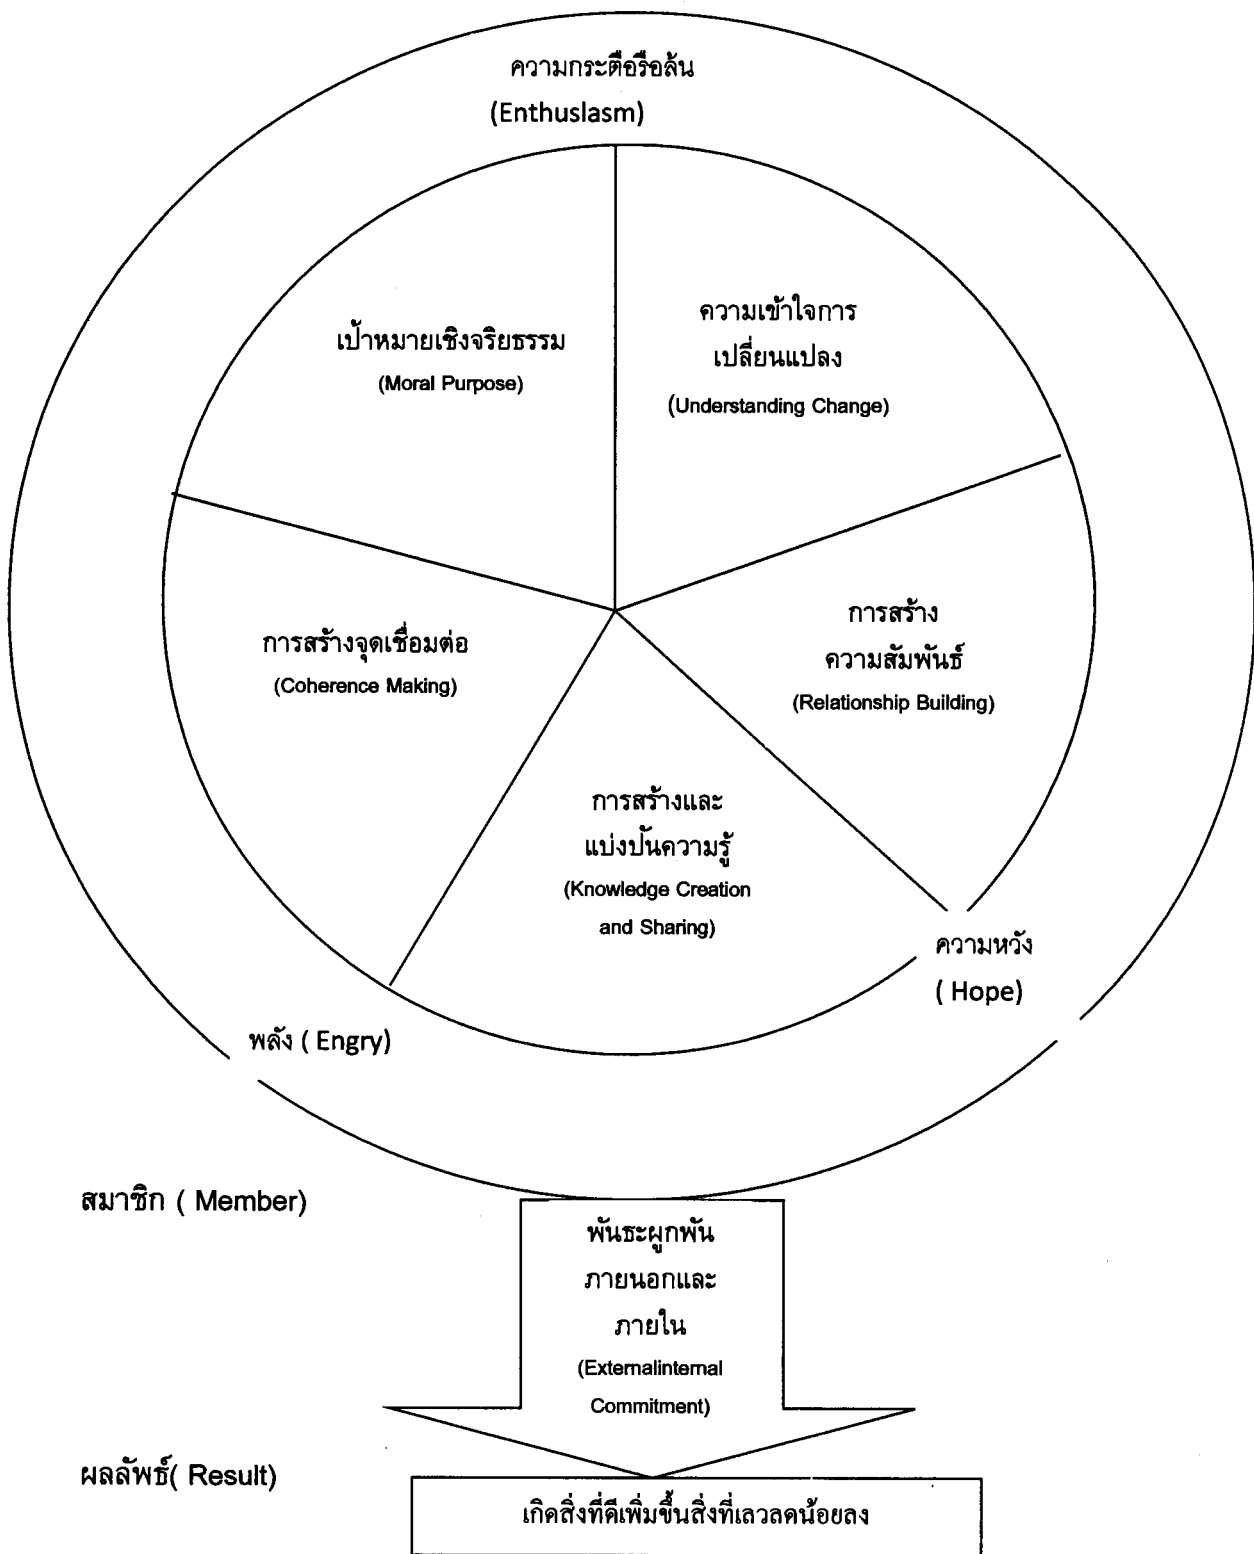 ความกระตือรือล้น
(Enthuslasm)
เป้าหมายเชิงจริยธรรม
(Moral Purpose)
ความเข้าใจการ
เปลี่ยนแปลง
(Understanding Change)
การสร้างจุดเชื่อมต่อ
(Coherence Making)
การสร้าง
ความสัมพันธ์
(Relationship Building)
การสร้างและ
แบ่งปันความรู้
(Knowledge Creation
and Sharing)
ความหวัง
( Hope)
พลัง ( Engry)
สมาชิก ( Member)
พันธะผูกพัน
ภายนอกและ
ภายใน
(Externalinternal
Commitment)
ผลลัพธ์( Result)
เกิดสิ่งที่ดีเพิ่มขึ้นสิ่งที่เลวลดน้อยลง